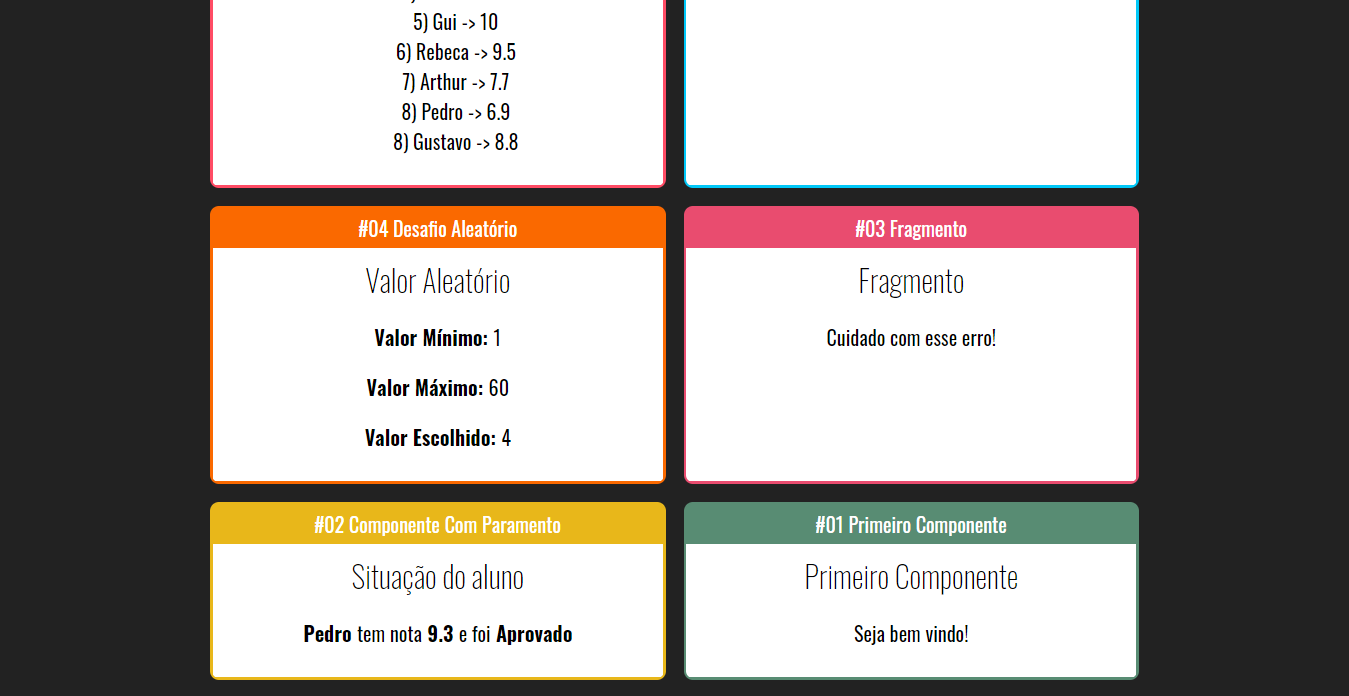 5) Gui -> 10
6) Rebeca -> 9.5
7) Arthur -> 7.7
8) Pedro -> 6.9
8) Gustavo -> 8.8
#04 Desafio Aleatório
Valor Aleatório
Valor Mínimo: 1
Valor Máximo: 60
Valor Escolhido: 4
#03 Fragmento
Fragmento
Cuidado com esse erro!
#02 Componente Com Paramento
Situação do aluno
Pedro tem nota 9.3 e foi Aprovado
#01 Primeiro Componente
Primeiro Componente
Seja bem vindo!